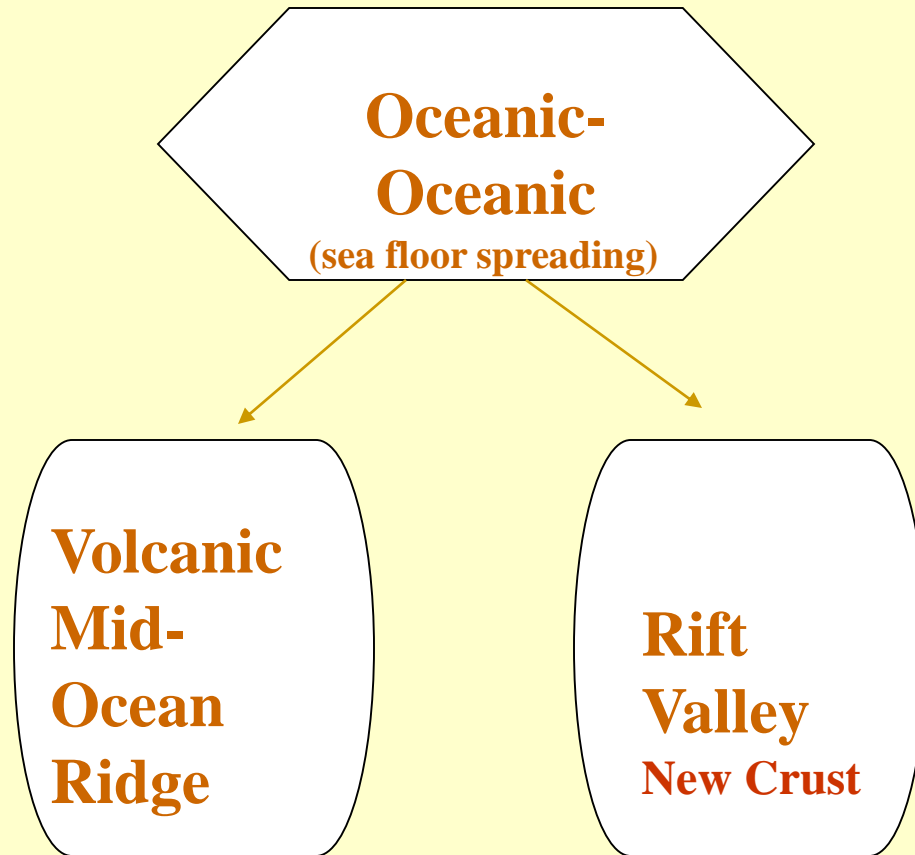 Oceanic-
Oceanic
(sea floor spreading)
Volcanic
Mid-
Ocean
Ridge
Rift
Valley
New Crust